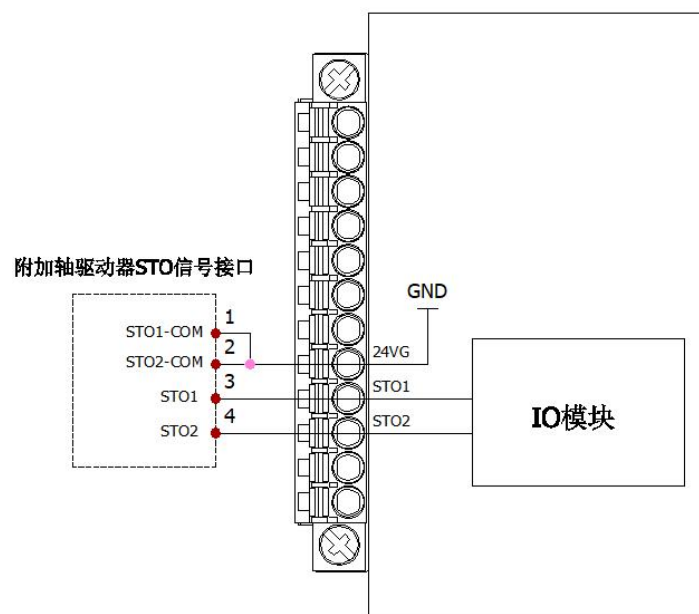 附加轴驱动器STO信号接口
STO1-COM 1
STO2-COM 2
STO1 3
STO2 4
GND
24VG
STO1
STO2
IO模块